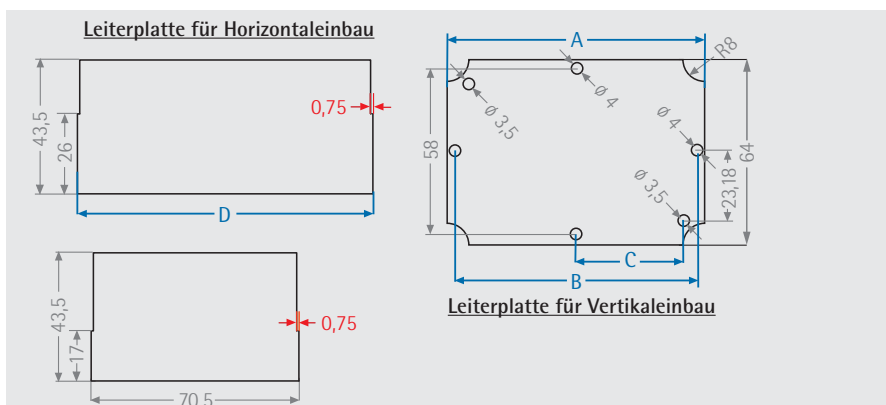 Leiterplatte für Horizontaleinbau
43,5
26
0,75
D
43,5
17
0,75
70,5
A
R8
58
ø 3,5
ø 4
ø 4
ø 3,5
23,18
64
C
B
Leiterplatte für Vertikaleinbau